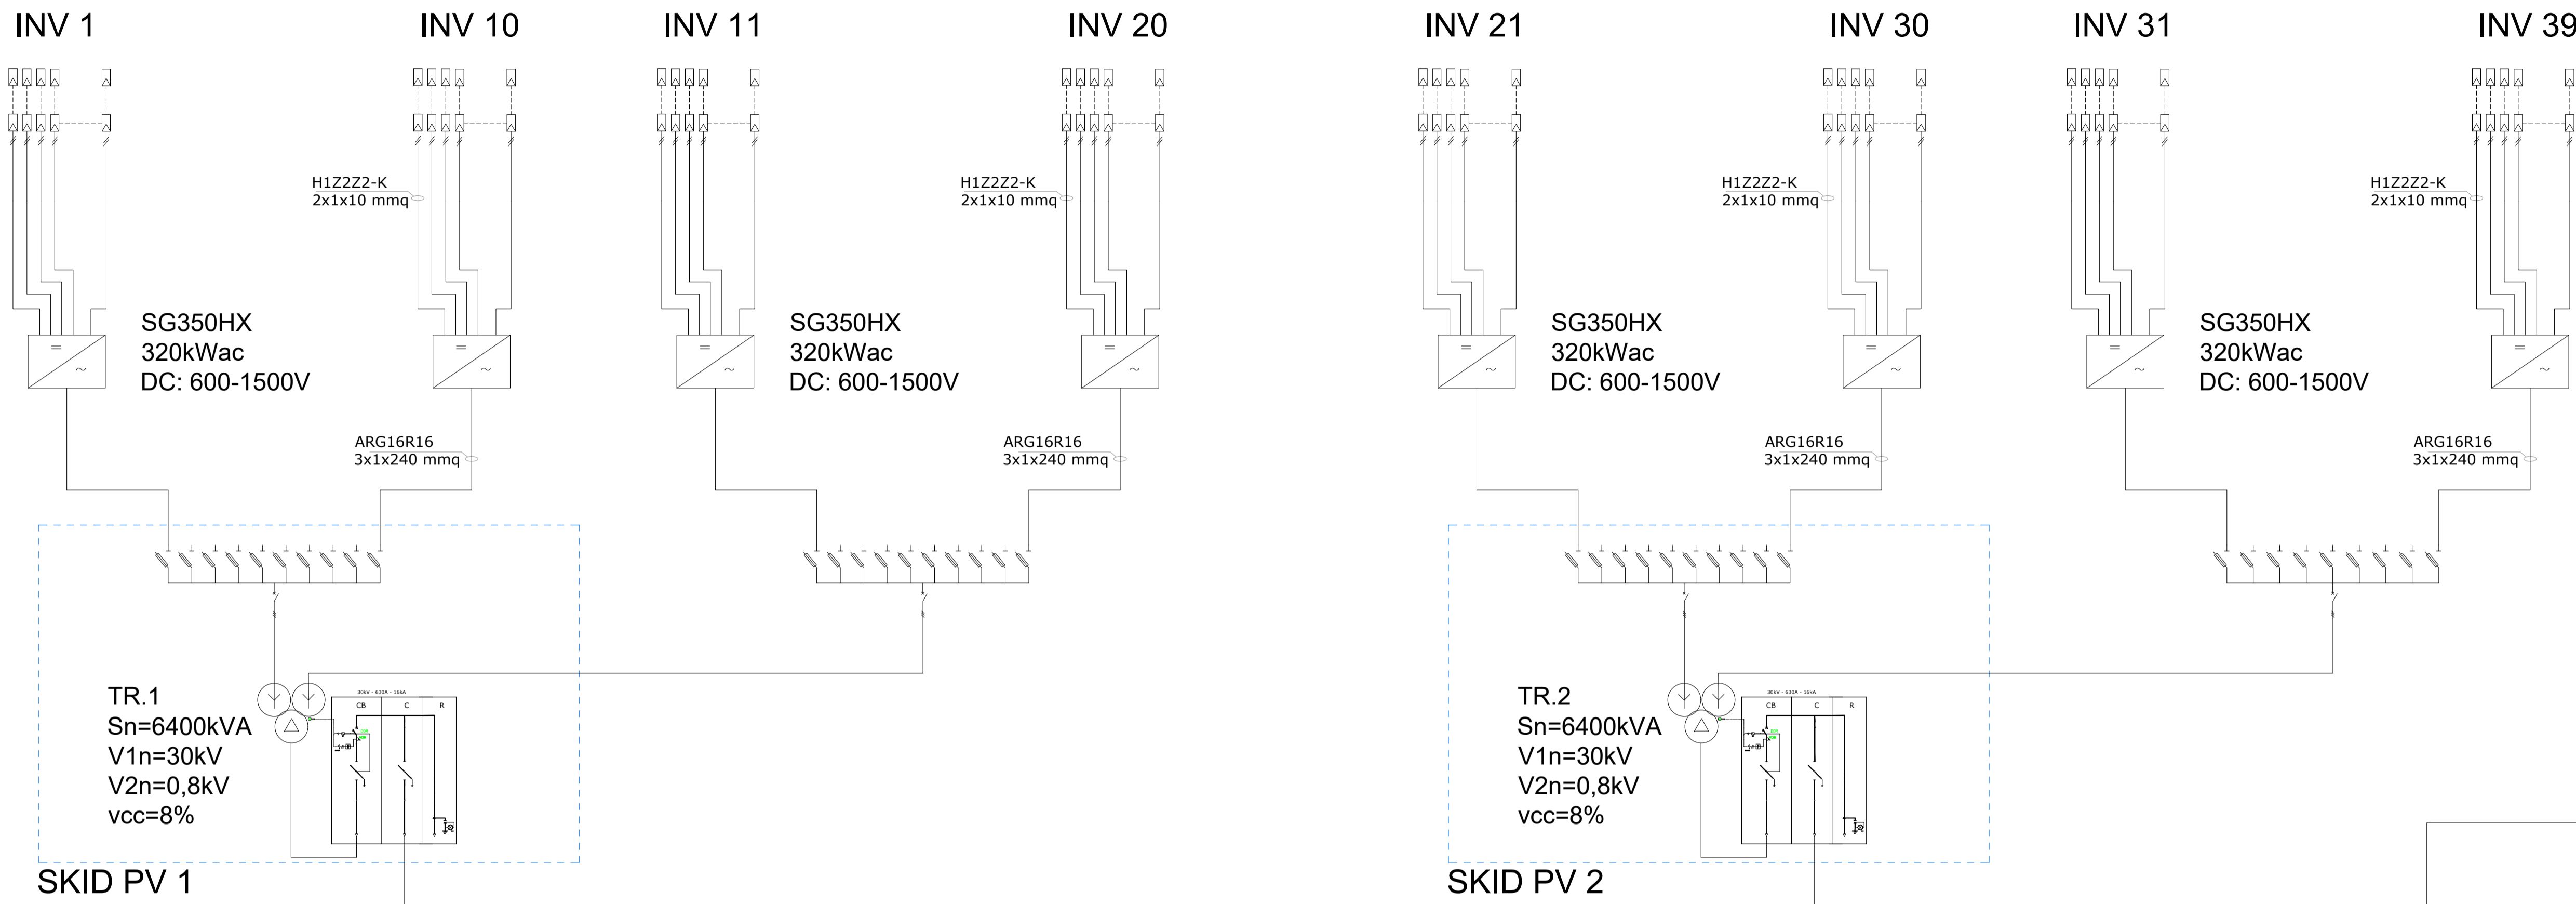 INV 1
INV 10
INV 11
INV 20
INV 21
INV 30
INV 31
INV 39
H1Z2Z2-K
2x1x10 mmq
H1Z2Z2-K
2x1x10 mmq
H1Z2Z2-K
2x1x10 mmq
H1Z2Z2-K
2x1x10 mmq
SG350HX
320kWac
DC: 600-1500V
SG350HX
320kWac
DC: 600-1500V
SG350HX
320kWac
DC: 600-1500V
SG350HX
320kWac
DC: 600-1500V
ARG16R16
3x1x240 mmq
ARG16R16
3x1x240 mmq
ARG16R16
3x1x240 mmq
ARG16R16
3x1x240 mmq
TR.1
Sn=6400kVA
V1n=30kV
V2n=0,8kV
vcc=8%
30kV - 630A - 16kA
CB
C
R
SKID PV 1
TR.2
Sn=6400kVA
V1n=30kV
V2n=0,8kV
vcc=8%
30kV - 630A - 16kA
CB
C
R
SKID PV 2